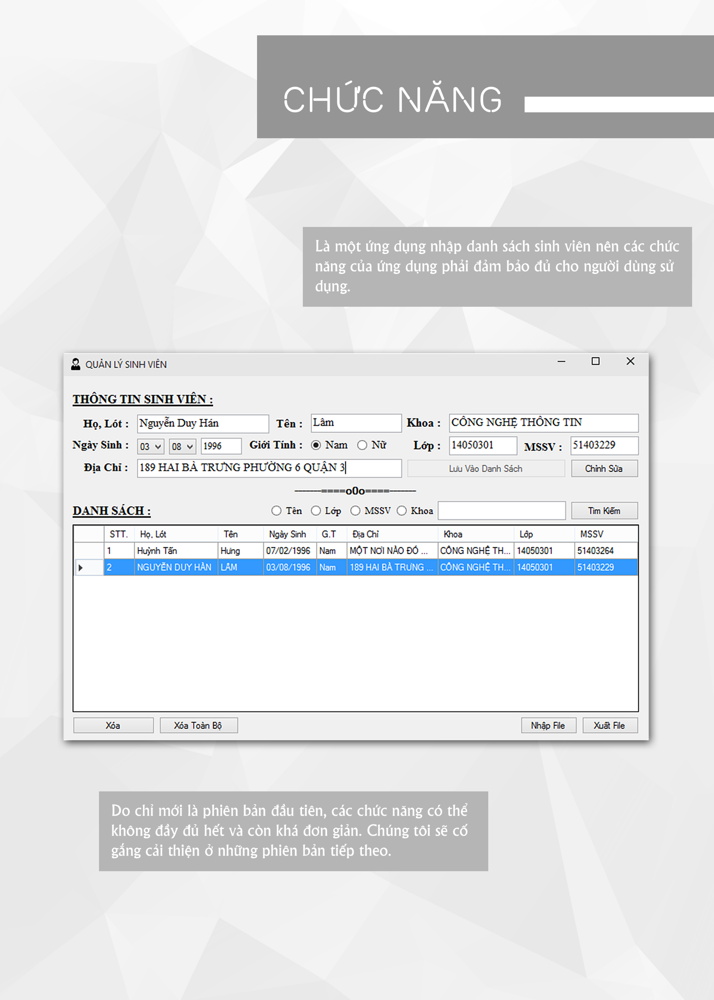 CHỨC NĂNG
Là một ứng dụng nhập danh sách sinh viên nên các chức
năng của ứng dụng phải đảm bảo đủ cho người dùng sử
dụng.
QUẢN LÝ SINH VIÊN
THÔNG TIN SINH VIÊN :
Họ, Lót : Nguyễn Duy Hán Tên : Lâm Khoa : CÔNG NGHỆ THÔNG TIN
Ngày Sinh : 03 08 1996 Giới Tính : Nam Nữ Lớp : 14050301 MSSV : 51403229
Địa Chỉ : 189 HAI BÀ TRƯNG PHƯỜNG 6 QUẬN 3 Lưu Vào Danh Sách Chỉnh Sửa
-------====o0o====-------
DANH SÁCH : Tên Lớp MSSV Khoa Tìm Kiếm
STT. Họ, Lót Tên Ngày Sinh G.T Địa Chỉ Khoa Lớp MSSV
1 Huỳnh Tấn Hưng 07/02/1996 Nam MỘT NƠI NÀO ĐÓ ... CÔNG NGHỆ TH... 14050301 51403264
2 NGUYỄN DUY HÁN LÂM 03/08/1996 Nam 189 HAI BÀ TRƯNG ... CÔNG NGHỆ TH... 14050301 51403229
Xóa Xóa Toàn Bộ Nhập File Xuất File
Do chỉ mới là phiên bản đầu tiên, các chức năng có thể
không đầy đủ hết và còn khá đơn giản. Chúng tôi sẽ cố
gắng cải thiện ở những phiên bản tiếp theo.